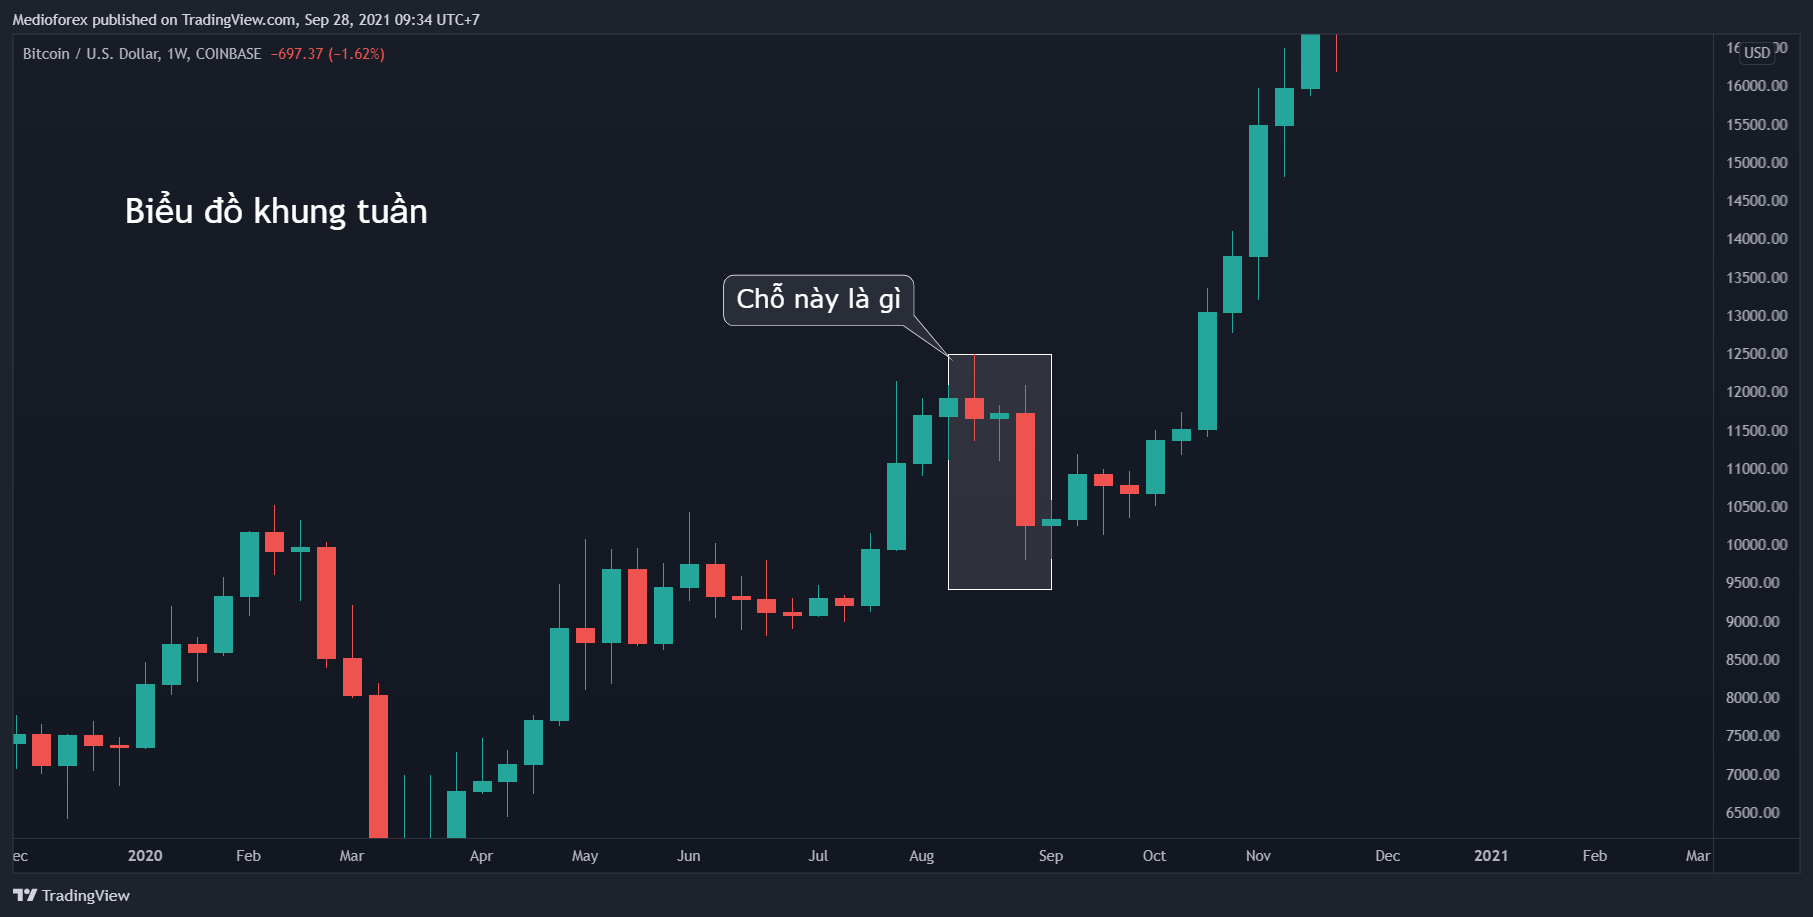 Medioforex published on TradingView.com, Sep 28, 2021 09:34 UTC+7
Bitcoin / U.S. Dollar, 1W, COINBASE −697.37 (−1.62%)
USD
16000.00
15500.00
15000.00
Biểu đồ khung tuần
14500.00
14000.00
13500.00
Chỗ này là gì
13000.00
12500.00
12000.00
11500.00
11000.00
10500.00
10000.00
9500.00
9000.00
8500.00
8000.00
7500.00
7000.00
6500.00
ec 2020 Feb Mar Apr May Jun Jul Aug Sep Oct Nov Dec 2021 Feb Mar
TradingView